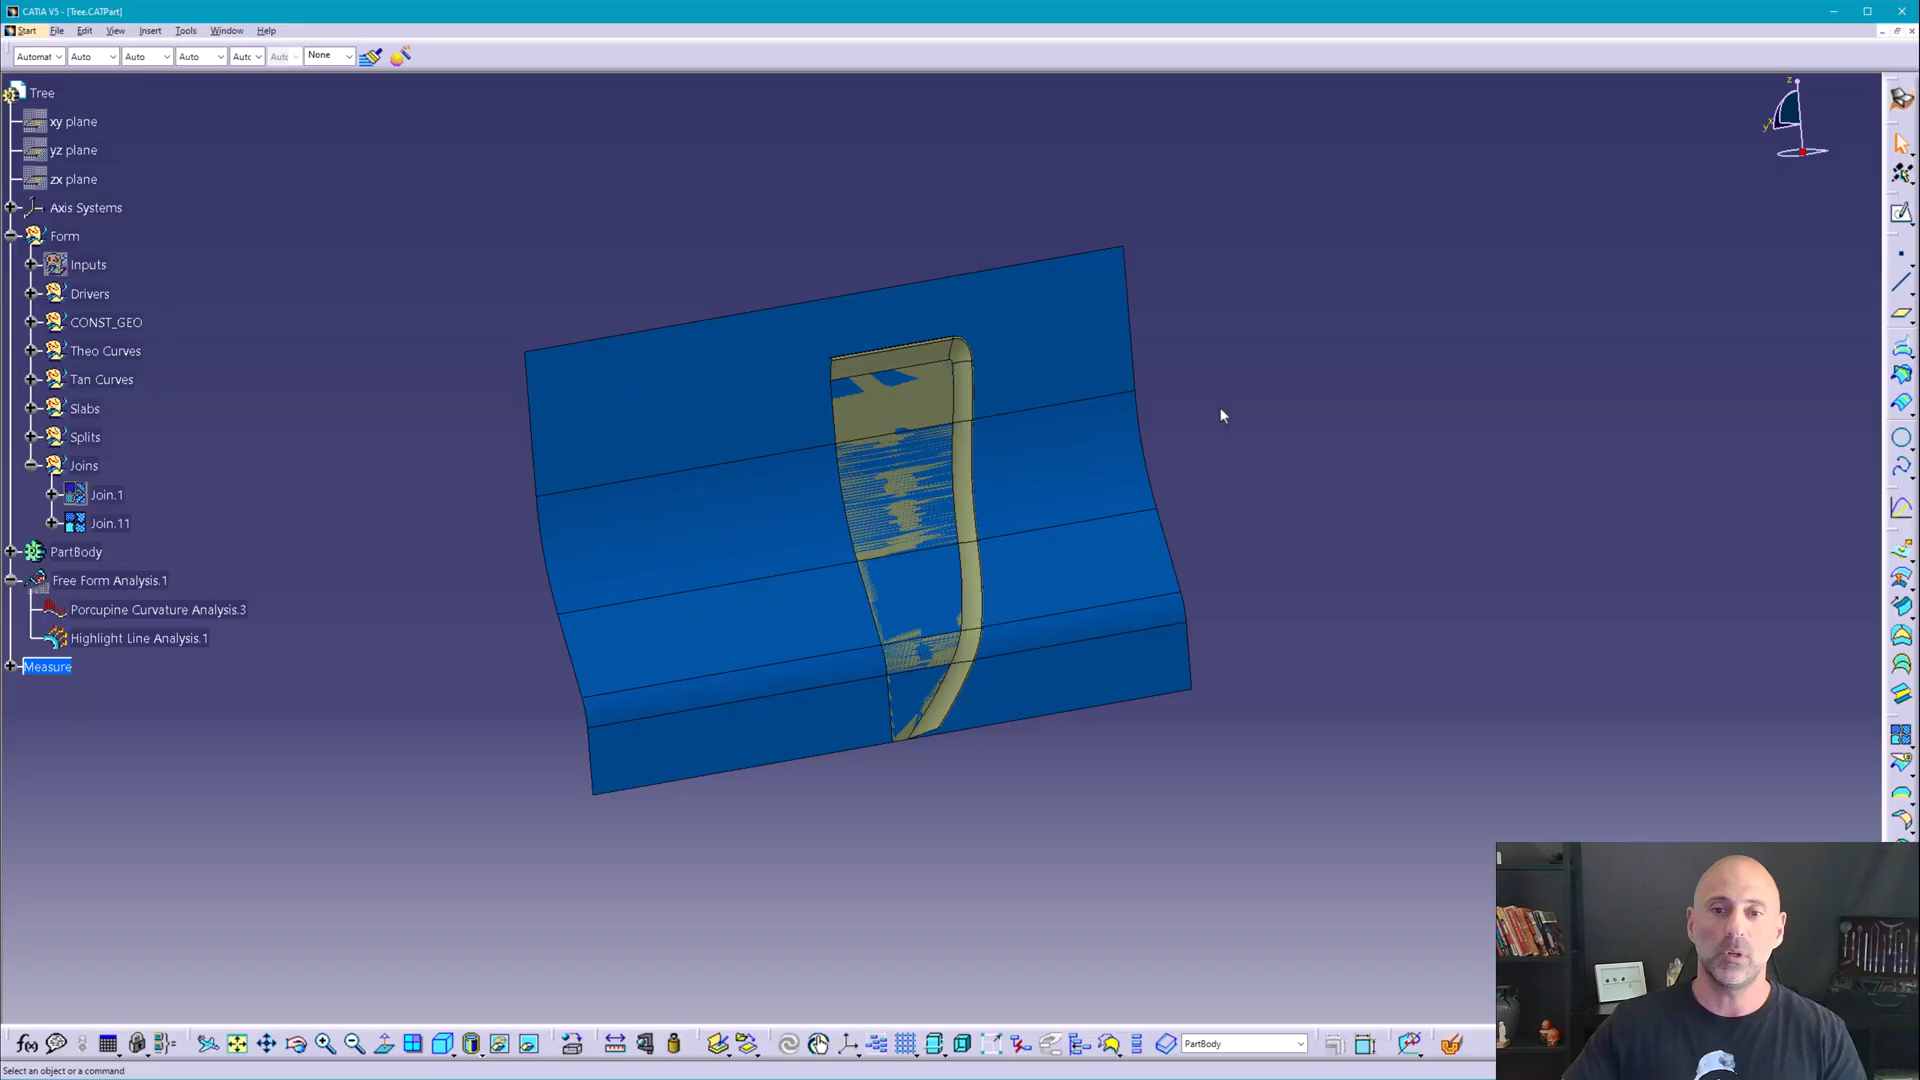 CATIA V5 - [Tree.CATPart]
Start File Edit View Insert Tools Window Help
Automat Auto Auto Auto Auto Auto None
Tree
xy plane
yz plane
zx plane
Axis Systems
Form
Inputs
Drivers
CONST_GEO
Theo Curves
Tan Curves
Slabs
Splits
Joins
Join.1
Join.11
PartBody
Free Form Analysis.1
Porcupine Curvature Analysis.3
Highlight Line Analysis.1
Measure
z
y x
f(x)
PartBody
Select an object or a command